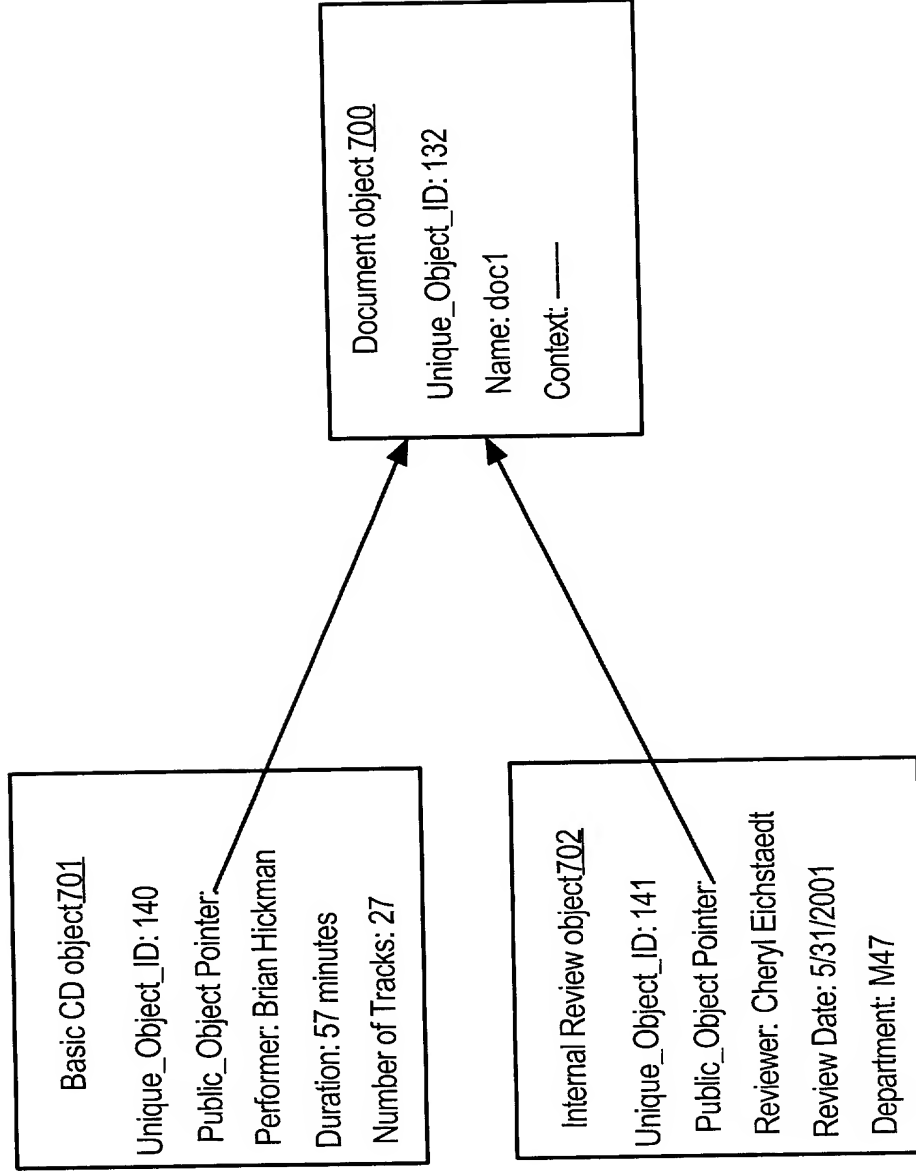 Basic CD object701
Unique_Object_ID: 140
Public_Object Pointer:
Performer: Brian Hickman
Duration: 57 minutes
Number of Tracks: 27
Internal Review object702
Unique_Object_ID: 141
Public_Object Pointer:
Reviewer: Cheryl Eichstaedt
Review Date: 5/31/2001
Department: M47
Document object 700
Unique_Object_ID: 132
Name: doc1
Context: ——